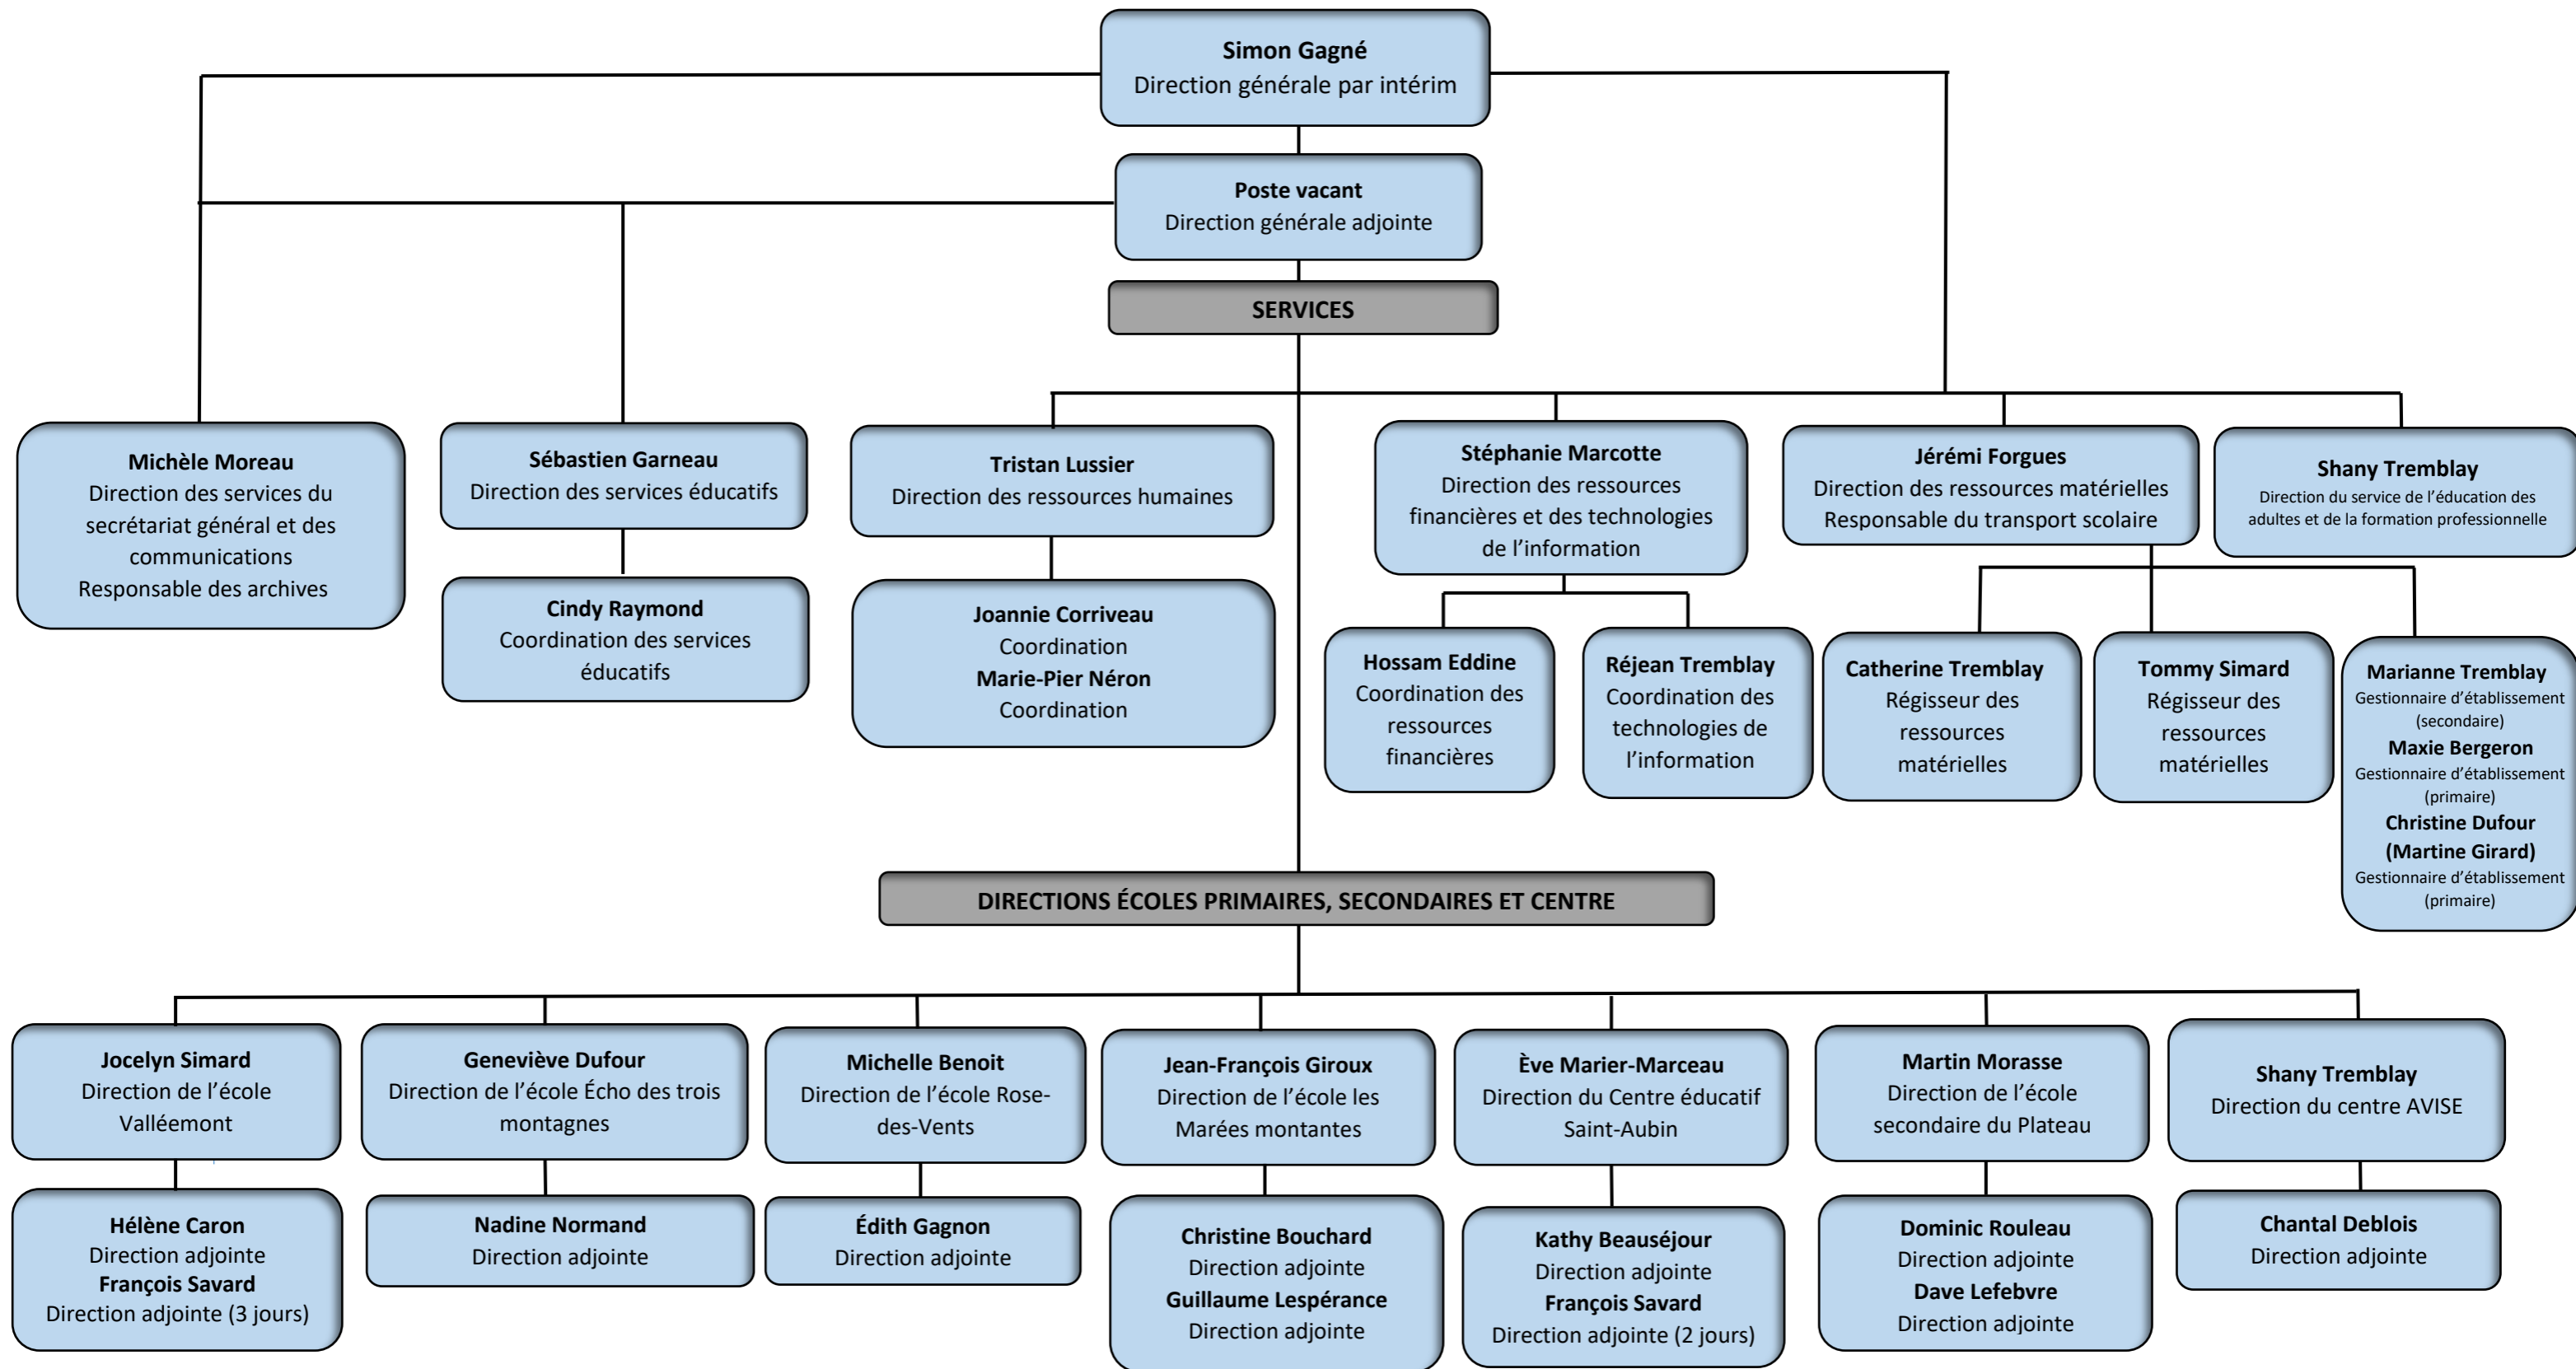 Simon Gagné
Direction générale par intérim
Poste vacant
Direction générale adjointe
SERVICES
Michèle Moreau
Direction des services du
secrétariat général et des
communications
Responsable des archives
Sébastien Garneau
Direction des services éducatifs
Cindy Raymond
Coordination des services
éducatifs
Tristan Lussier
Direction des ressources humaines
Joannie Corriveau
Coordination
Marie-Pier Néron
Coordination
Stéphanie Marcotte
Direction des ressources
financières et des technologies
de l’information
Hossam Eddine
Coordination des
ressources
financières
Réjean Tremblay
Coordination des
technologies de
l’information
Jérémi Forgues
Direction des ressources matérielles
Responsable du transport scolaire
Catherine Tremblay
Régisseur des
ressources
matérielles
Tommy Simard
Régisseur des
ressources
matérielles
Marianne Tremblay
Gestionnaire d’établissement
(secondaire)
Maxie Bergeron
Gestionnaire d’établissement
(primaire)
Christine Dufour
(Martine Girard)
Gestionnaire d’établissement
(primaire)
Shany Tremblay
Direction du service de l’éducation des
adultes et de la formation professionnelle
DIRECTIONS ÉCOLES PRIMAIRES, SECONDAIRES ET CENTRE
Jocelyn Simard
Direction de l’école
Valléemont
Hélène Caron
Direction adjointe
François Savard
Direction adjointe (3 jours)
Geneviève Dufour
Direction de l’école Écho des trois
montagnes
Nadine Normand
Direction adjointe
Michelle Benoit
Direction de l’école Rose-
des-Vents
Édith Gagnon
Direction adjointe
Jean-François Giroux
Direction de l’école les
Marées montantes
Christine Bouchard
Direction adjointe
Guillaume Lespérance
Direction adjointe
Ève Marier-Marceau
Direction du Centre éducatif
Saint-Aubin
Kathy Beauséjour
Direction adjointe
François Savard
Direction adjointe (2 jours)
Martin Morasse
Direction de l’école
secondaire du Plateau
Dominic Rouleau
Direction adjointe
Dave Lefebvre
Direction adjointe
Shany Tremblay
Direction du centre AVISE
Chantal Deblois
Direction adjointe